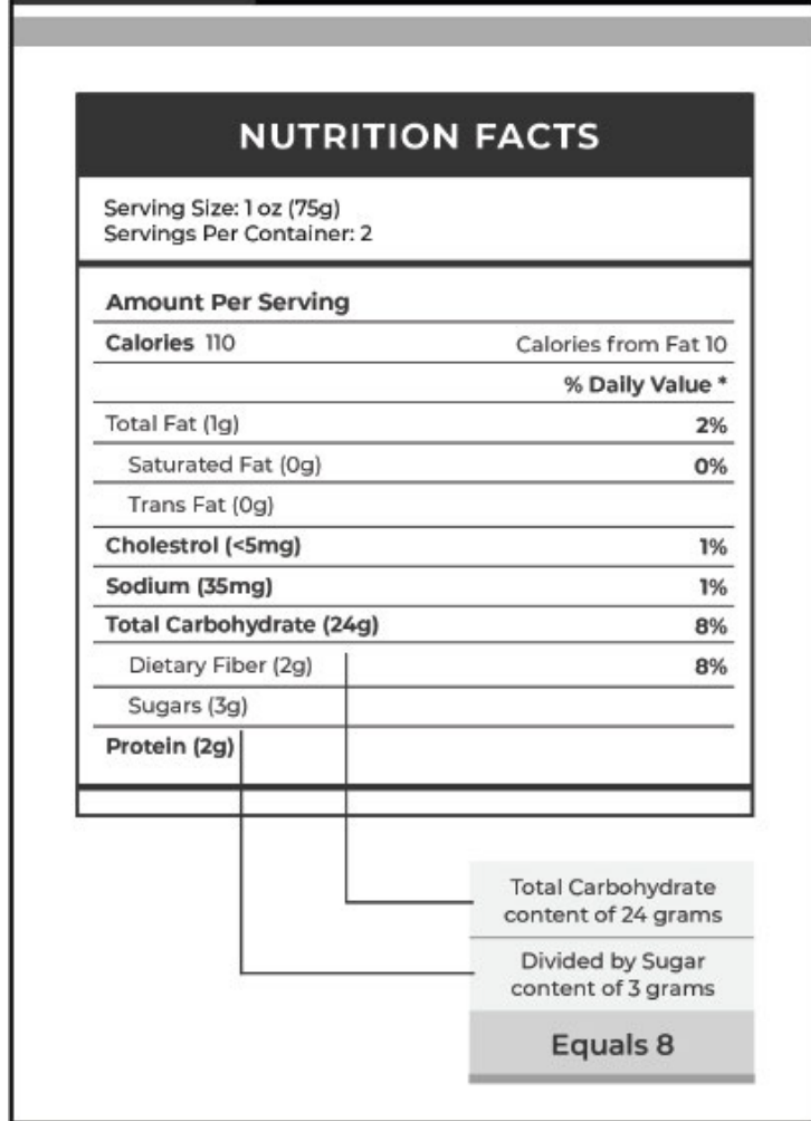 NUTRITION FACTS
Serving Size: 1 oz (75g)
Servings Per Container: 2
Amount Per Serving
Calories 110 Calories from Fat 10
% Daily Value *
Total Fat (1g) 2%
Saturated Fat (0g) 0%
Trans Fat (0g)
Cholestrol (<5mg) 1%
Sodium (35mg) 1%
Total Carbohydrate (24g) 8%
Dietary Fiber (2g) 8%
Sugars (3g)
Protein (2g)
Total Carbohydrate
content of 24 grams
Divided by Sugar
content of 3 grams
Equals 8